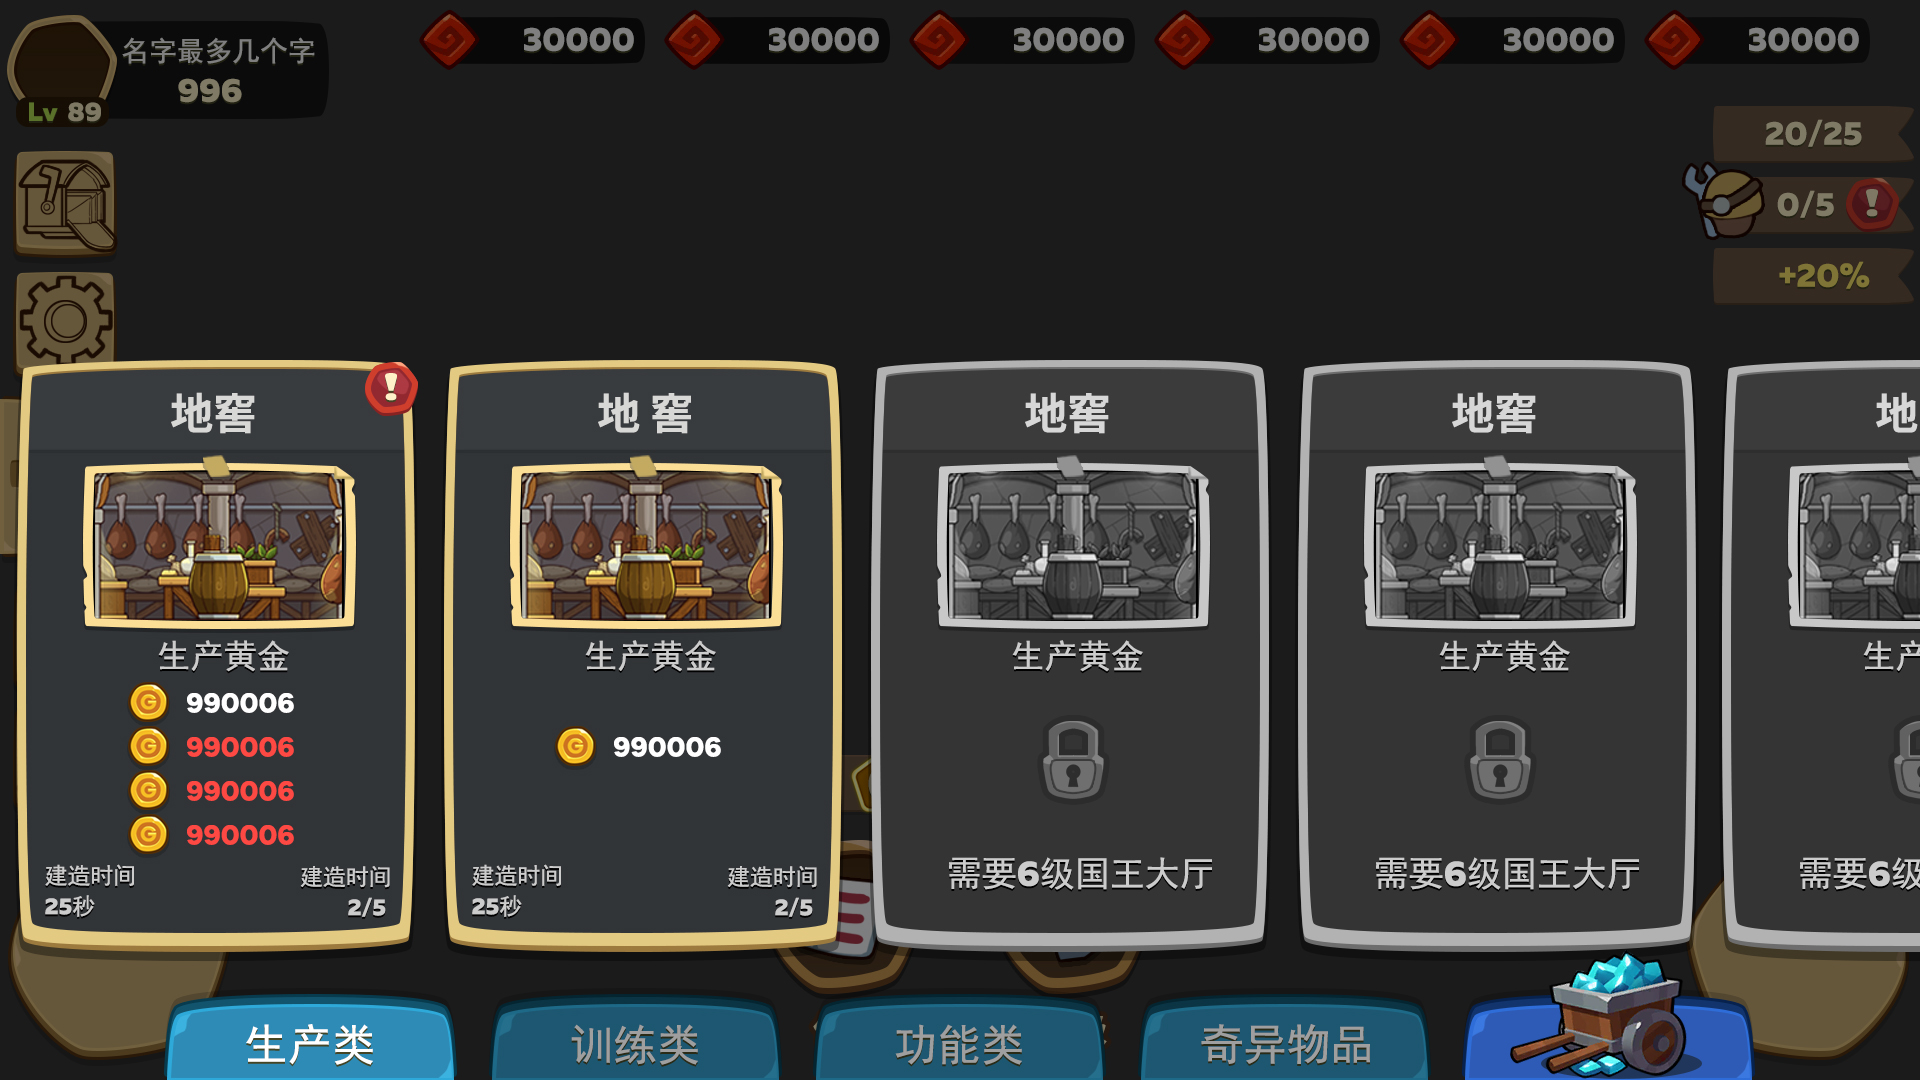 名字最多几个字
996
Lv 89
30000
30000
30000
30000
30000
30000
20/25
0/5
+20%
地窖
生产黄金
990006
990006
990006
990006
建造时间
25秒
建造时间
2/5
地 窖
生产黄金
990006
建造时间
25秒
建造时间
2/5
地窖
生产黄金
需要6级国王大厅
地窖
生产黄金
需要6级国王大厅
地
生产
需要6级
生产类
训练类
功能类
奇异物品